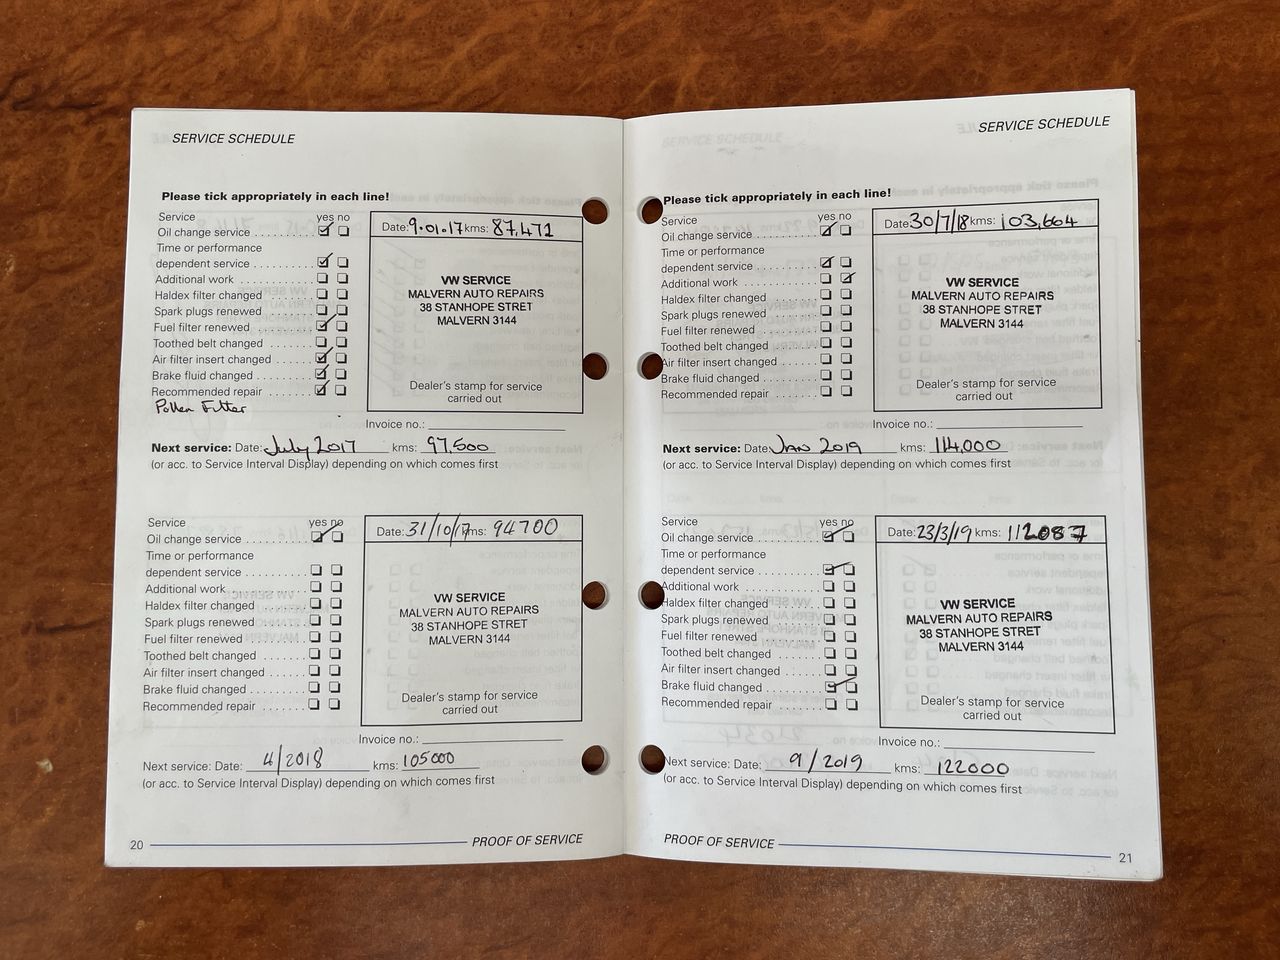 SERVICE SCHEDULE
Please tick appropriately in each line!
Service yes no
Oil change service
Time or performance
dependent service
Additional work
Haldex filter changed
Spark plugs renewed
Fuel filter renewed
Toothed belt changed
Air filter insert changed
Brake fluid changed
Recommended repair
Pollen Filter
Date: 9.01.17 kms: 87,471
VW SERVICE
MALVERN AUTO REPAIRS
38 STANHOPE STRET
MALVERN 3144
Dealer's stamp for service
carried out
Invoice no.:
Next service: Date: July 2017 kms: 97,500
(or acc. to Service Interval Display) depending on which comes first
Service yes no
Oil change service
Time or performance
dependent service
Additional work
Haldex filter changed
Spark plugs renewed
Fuel filter renewed
Toothed belt changed
Air filter insert changed
Brake fluid changed
Recommended repair
Date: 31/10/17 kms: 94700
VW SERVICE
MALVERN AUTO REPAIRS
38 STANHOPE STRET
MALVERN 3144
Dealer's stamp for service
carried out
Invoice no.:
Next service: Date: 4/2018 kms: 105000
(or acc. to Service Interval Display) depending on which comes first
20 PROOF OF SERVICE
SERVICE SCHEDULE
Please tick appropriately in each line!
Service yes no
Oil change service
Time or performance
dependent service
Additional work
Haldex filter changed
Spark plugs renewed
Fuel filter renewed
Toothed belt changed
Air filter insert changed
Brake fluid changed
Recommended repair
Date: 30/7/18 kms: 103,664
VW SERVICE
MALVERN AUTO REPAIRS
38 STANHOPE STRET
MALVERN 3144
Dealer's stamp for service
carried out
Invoice no.:
Next service: Date: JAN 2019 kms: 114,000
(or acc. to Service Interval Display) depending on which comes first
Service yes no
Oil change service
Time or performance
dependent service
Additional work
Haldex filter changed
Spark plugs renewed
Fuel filter renewed
Toothed belt changed
Air filter insert changed
Brake fluid changed
Recommended repair
Date: 23/3/19 kms: 112087
VW SERVICE
MALVERN AUTO REPAIRS
38 STANHOPE STRET
MALVERN 3144
Dealer's stamp for service
carried out
Invoice no.:
Next service: Date: 9/2019 kms: 122000
(or acc. to Service Interval Display) depending on which comes first
PROOF OF SERVICE 21